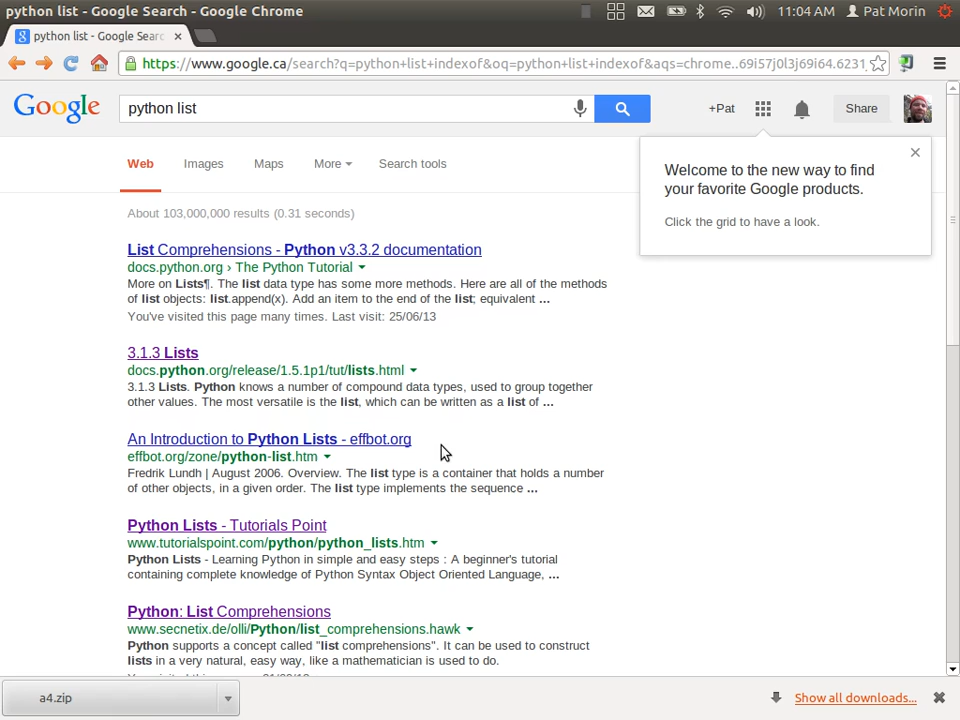 python list - Google Search - Google Chrome
11:04 AM Pat Morin
python list - Google Searc
https://www.google.ca/search?q=python+list+indexof&oq=python+list+indexof&aqs=chrome..69i57j0l3j69i64.6231
Google python list +Pat Share
Web Images Maps More Search tools
Welcome to the new way to find
your favorite Google products.
Click the grid to have a look.
About 103,000,000 results (0.31 seconds)
List Comprehensions - Python v3.3.2 documentation
docs.python.org › The Python Tutorial
More on Lists¶. The list data type has some more methods. Here are all of the methods
of list objects: list.append(x). Add an item to the end of the list; equivalent ...
You've visited this page many times. Last visit: 25/06/13
3.1.3 Lists
docs.python.org/release/1.5.1p1/tut/lists.html
3.1.3 Lists. Python knows a number of compound data types, used to group together
other values. The most versatile is the list, which can be written as a list of ...
An Introduction to Python Lists - effbot.org
effbot.org/zone/python-list.htm
Fredrik Lundh | August 2006. Overview. The list type is a container that holds a number
of other objects, in a given order. The list type implements the sequence ...
Python Lists - Tutorials Point
www.tutorialspoint.com/python/python_lists.htm
Python Lists - Learning Python in simple and easy steps : A beginner's tutorial
containing complete knowledge of Python Syntax Object Oriented Language, ...
Python: List Comprehensions
www.secnetix.de/olli/Python/list_comprehensions.hawk
Python supports a concept called "list comprehensions". It can be used to construct
lists in a very natural, easy way, like a mathematician is used to do.
a4.zip Show all downloads...